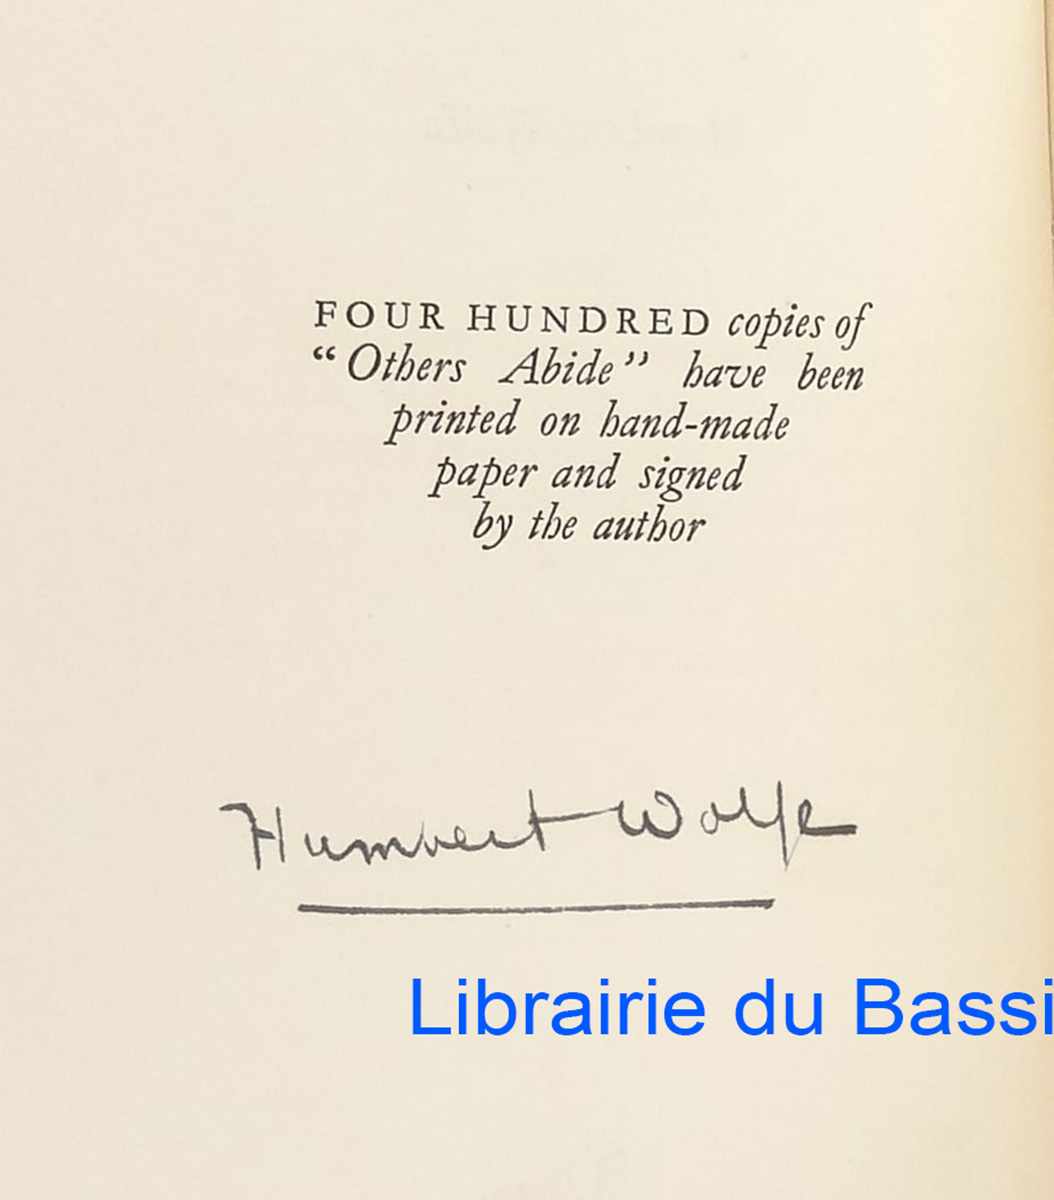 FOUR HUNDRED copies of
“Others Abide” have been
printed on hand-made
paper and signed
by the author
Humbert Wolfe
Librairie du Bassi